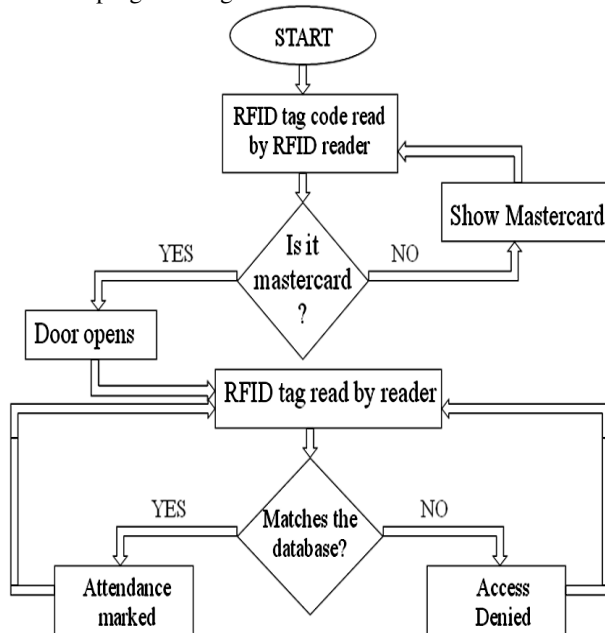 START
RFID tag code read
by RFID reader
Show Mastercard
Is it
mastercard
?
YES
NO
Door opens
RFID tag read by reader
Matches the
database?
YES
NO
Attendance
marked
Access
Denied